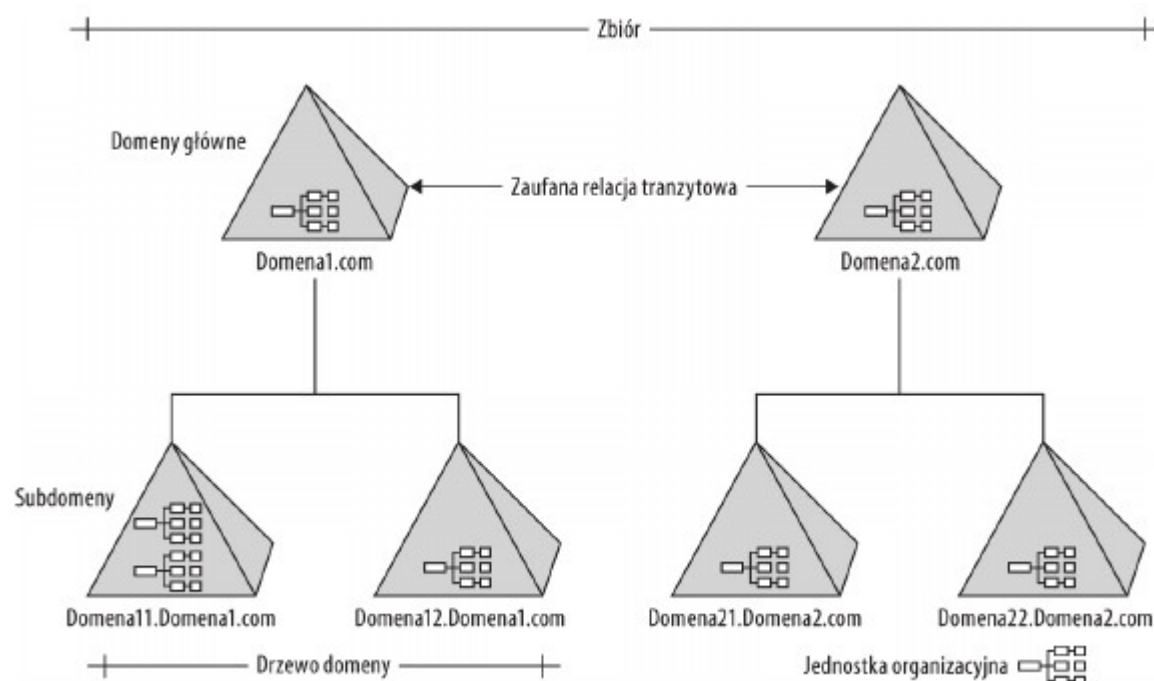 Zbiór
Domeny główne
Zaufana relacja tranzytowa
Domena1.com
Domena2.com
Subdomeny
Domena11.Domena1.com
Domena12.Domena1.com
Domena21.Domena2.com
Domena22.Domena2.com
Drzewo domeny
Jednostka organizacyjna